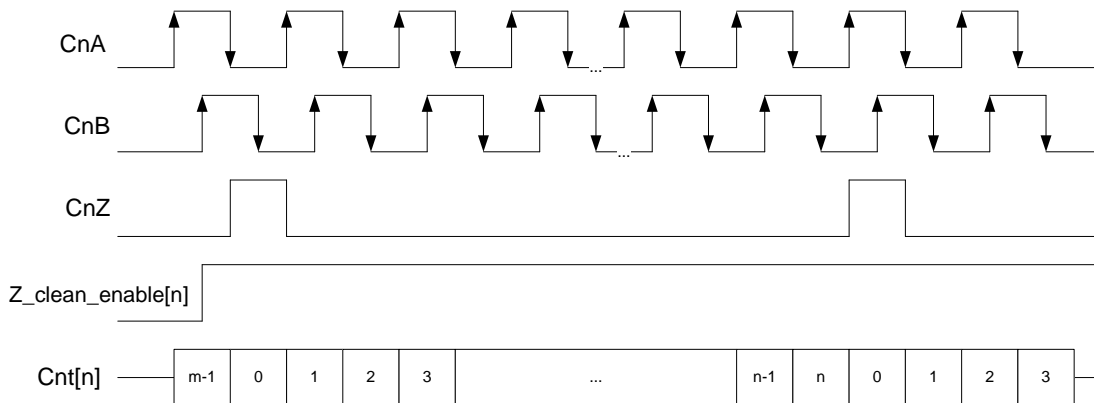 CnA
...
CnB
...
CnZ
Z_clean_enable[n]
Cnt[n] m-1 0 1 2 3 ... n-1 n 0 1 2 3